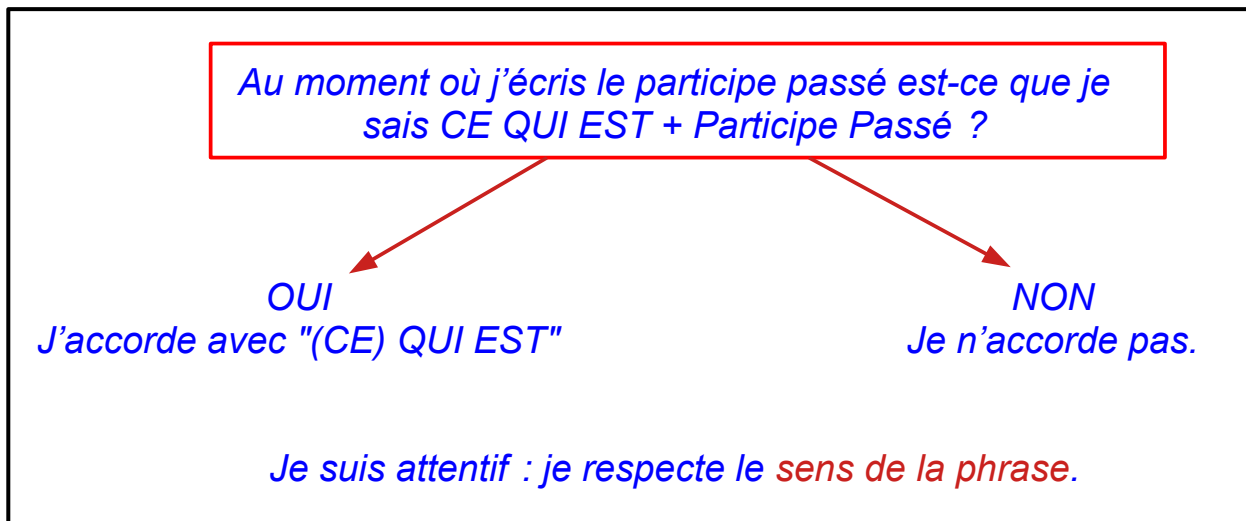 Au moment où j’écris le participe passé est-ce que je
sais CE QUI EST + Participe Passé ?
OUI
J’accorde avec "(CE) QUI EST"
NON
Je n’accorde pas.
Je suis attentif : je respecte le sens de la phrase.